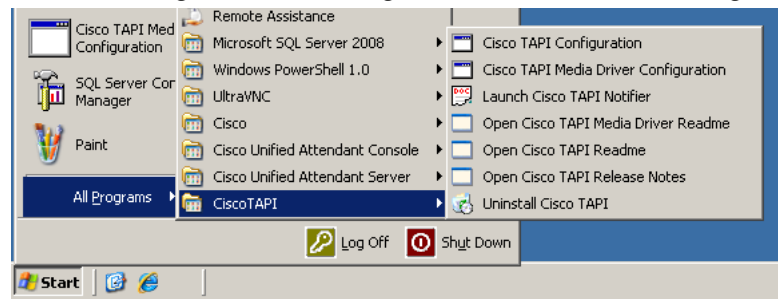 Cisco TAPI Med
Configuration
SQL Server Cor
Manager
Paint
All Programs
Remote Assistance
Microsoft SQL Server 2008
Windows PowerShell 1.0
UltraVNC
Cisco
Cisco Unified Attendant Console
Cisco Unified Attendant Server
CiscoTAPI
Cisco TAPI Configuration
Cisco TAPI Media Driver Configuration
Launch Cisco TAPI Notifier
Open Cisco TAPI Media Driver Readme
Open Cisco TAPI Readme
Open Cisco TAPI Release Notes
Uninstall Cisco TAPI
Log Off
Shut Down
Start